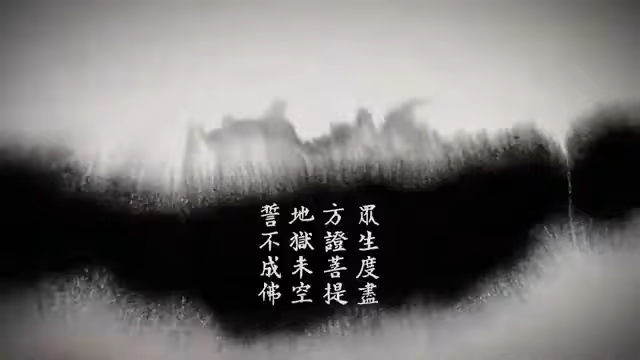 眾生度盡
方證菩提
地獄未空
誓不成佛